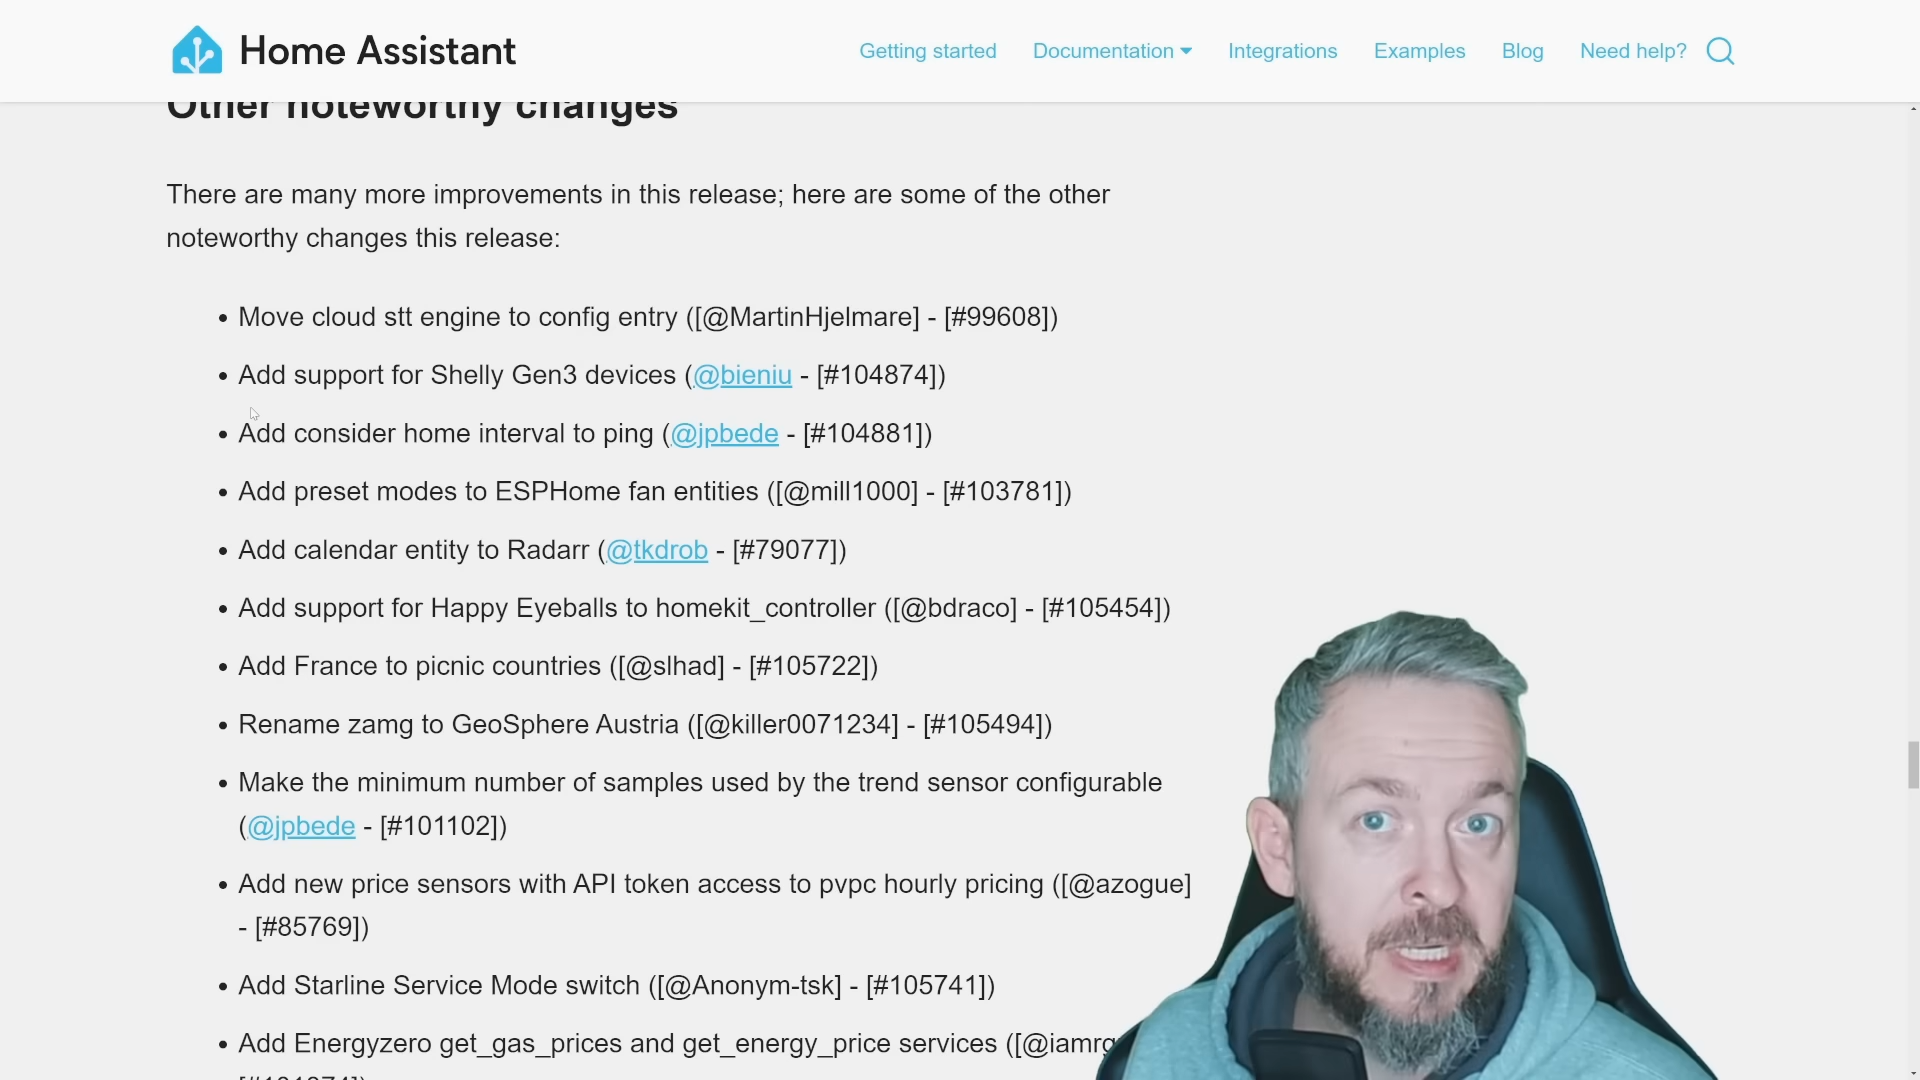 Home Assistant
Getting started
Documentation
Integrations
Examples
Blog
Need help?
Other noteworthy changes
There are many more improvements in this release; here are some of the other
noteworthy changes this release:
Move cloud stt engine to config entry ([@MartinHjelmare] - [#99608])
Add support for Shelly Gen3 devices (@bieniu - [#104874])
Add consider home interval to ping (@jpbede - [#104881])
Add preset modes to ESPHome fan entities ([@mill1000] - [#103781])
Add calendar entity to Radarr (@tkdrob - [#79077])
Add support for Happy Eyeballs to homekit_controller ([@bdraco] - [#105454])
Add France to picnic countries ([@slhad] - [#105722])
Rename zamg to GeoSphere Austria ([@killer0071234] - [#105494])
Make the minimum number of samples used by the trend sensor configurable
(@jpbede - [#101102])
Add new price sensors with API token access to pvpc hourly pricing ([@azogue]
- [#85769])
Add Starline Service Mode switch ([@Anonym-tsk] - [#105741])
Add Energyzero get_gas_prices and get_energy_price services ([@iamrg